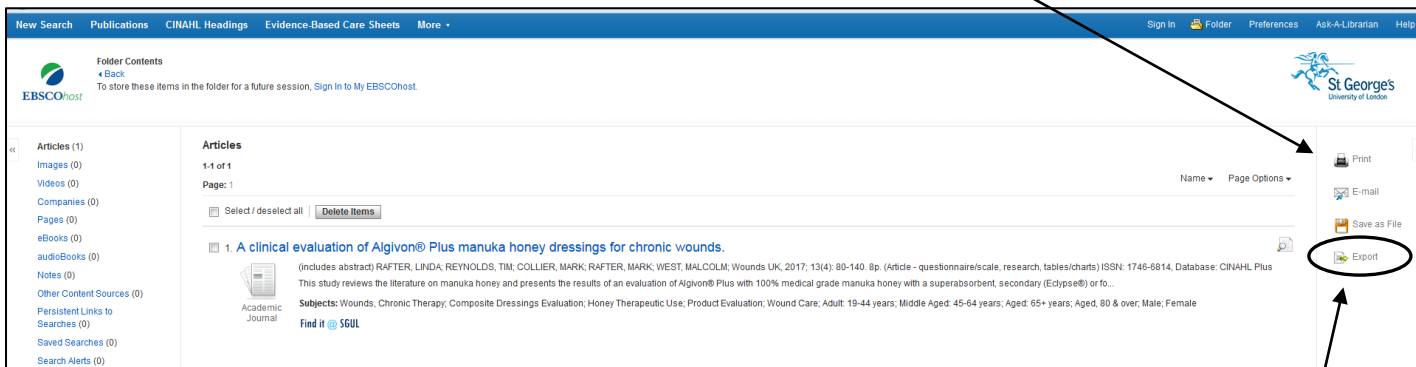 New Search Publications CINAHL Headings Evidence-Based Care Sheets More
Sign In Folder Preferences Ask-A-Librarian Help
Folder Contents
Back
To store these items in the folder for a future session, Sign In to My EBSCOhost.
EBSCOhost
St George's
University of London
Articles (1)
Images (0)
Videos (0)
Companies (0)
Pages (0)
eBooks (0)
audioBooks (0)
Notes (0)
Other Content Sources (0)
Persistent Links to
Searches (0)
Saved Searches (0)
Search Alerts (0)
Articles
1-1 of 1
Page: 1
Name Page Options
Select / deselect all Delete Items
1. A clinical evaluation of Algivon® Plus manuka honey dressings for chronic wounds.
(includes abstract) RAFTER, LINDA; REYNOLDS, TIM; COLLIER, MARK; RAFTER, MARK; WEST, MALCOLM; Wounds UK, 2017; 13(4): 80-140. 8p. (Article - questionnaire/scale, research, tables/charts) ISSN: 1746-6814, Database: CINAHL Plus
This study reviews the literature on manuka honey and presents the results of an evaluation of Algivon® Plus with 100% medical grade manuka honey with a superabsorbent, secondary (Eclypse®) or fo...
Subjects: Wounds, Chronic Therapy; Composite Dressings Evaluation; Honey Therapeutic Use; Product Evaluation; Wound Care; Adult: 19-44 years; Middle Aged: 45-64 years; Aged: 65+ years; Aged, 80 & over; Male; Female
Academic
Journal
Find it @ SGUL
Print
E-mail
Save as File
Export